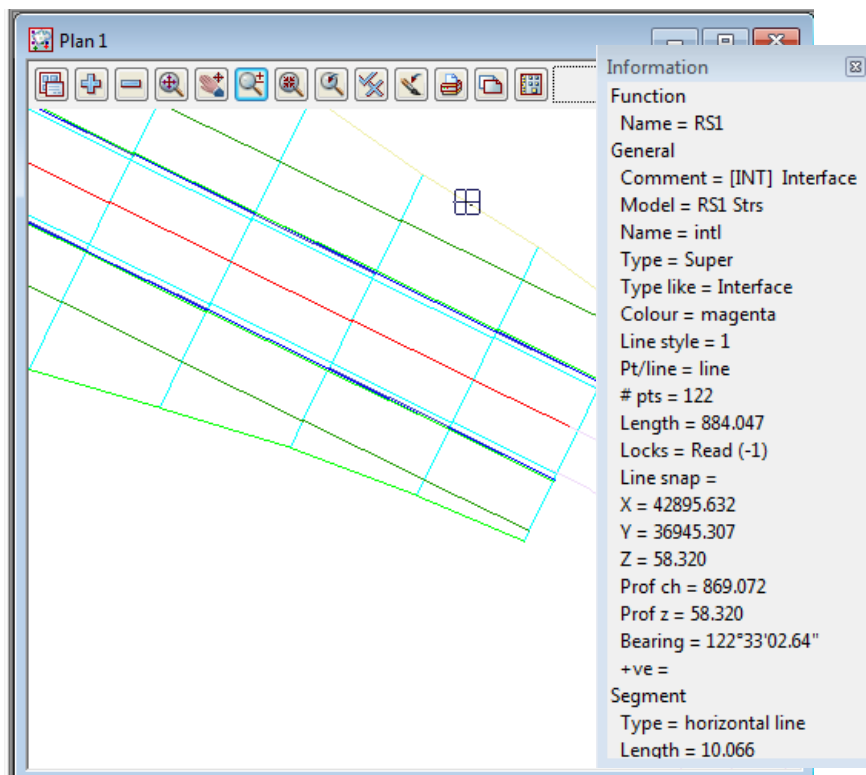 Plan 1
Information
Function
Name = RS1
General
Comment = [INT] Interface
Model = RS1 Strs
Name = intl
Type = Super
Type like = Interface
Colour = magenta
Line style = 1
Pt/line = line
# pts = 122
Length = 884.047
Locks = Read (-1)
Line snap =
X = 42895.632
Y = 36945.307
Z = 58.320
Prof ch = 869.072
Prof z = 58.320
Bearing = 122°33'02.64"
+ve =
Segment
Type = horizontal line
Length = 10.066